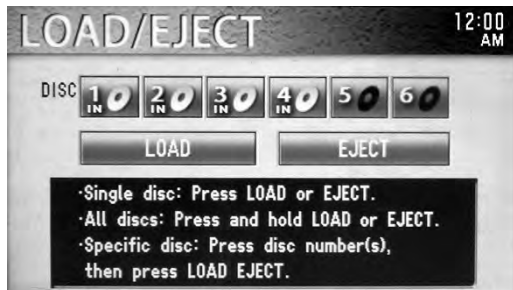 LOAD/EJECT
12:00
AM
DISC 1 IN 2 IN 3 IN 4 IN 5 6
LOAD EJECT
·Single disc: Press LOAD or EJECT.
·All discs: Press and hold LOAD or EJECT.
·Specific disc: Press disc number(s),
then press LOAD EJECT.